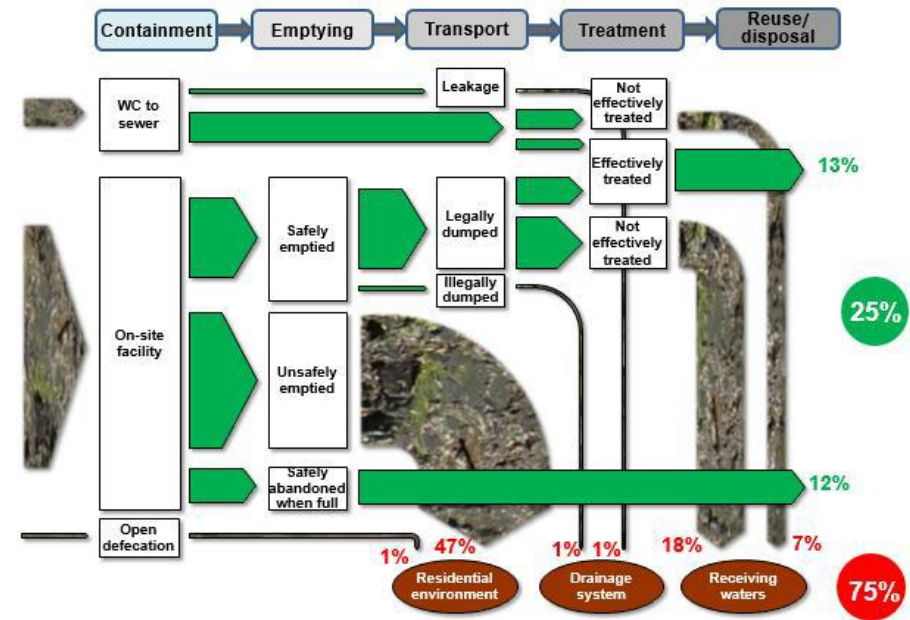 Containment
Emptying
Transport
Treatment
Reuse/
disposal
WC to
sewer
Leakage
Not
effectively
treated
Effectively
treated
13%
On-site
facility
Safely
emptied
Legally
dumped
Not
effectively
treated
Illegally
dumped
25%
Unsafely
emptied
Safely
abandoned
when full
12%
Open
defecation
1%
47%
1%
1%
18%
7%
Residential
environment
Drainage
system
Receiving
waters
75%